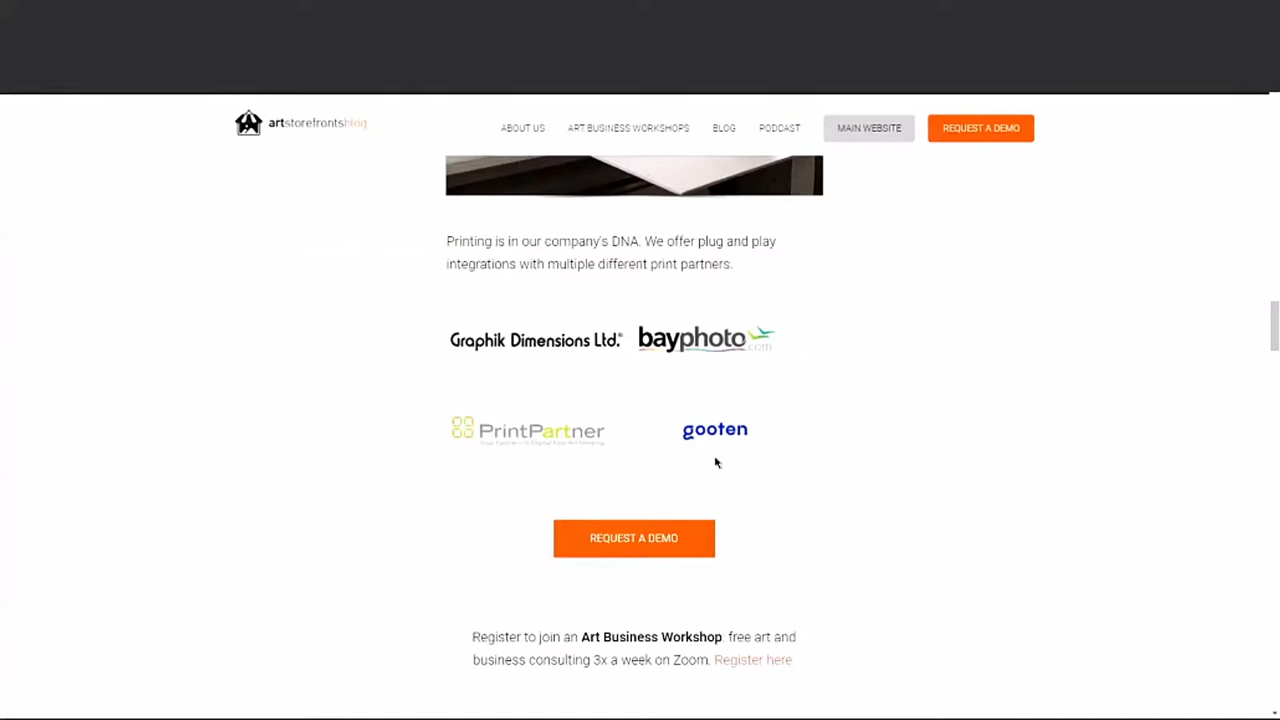 artstorefrontsblog
ABOUT US ART BUSINESS WORKSHOPS BLOG PODCAST MAIN WEBSITE REQUEST A DEMO
Printing is in our company's DNA. We offer plug and play
integrations with multiple different print partners.
Graphik Dimensions Ltd.® bayphoto.com
PrintPartner gooten
REQUEST A DEMO
Register to join an Art Business Workshop: free art and
business consulting 3x a week on Zoom. Register here.